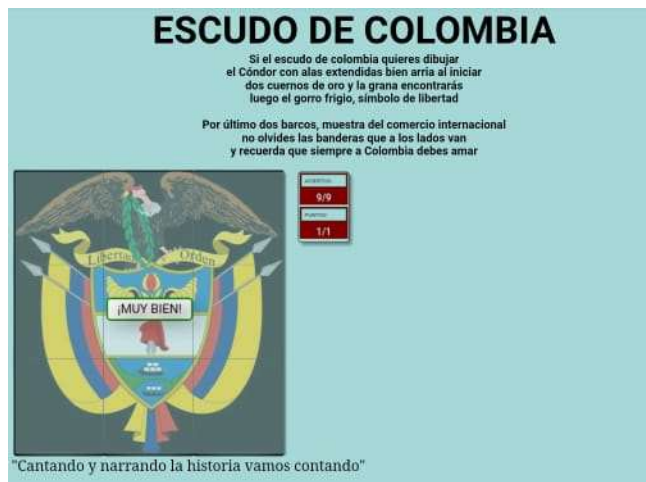 ESCUDO DE COLOMBIA
Si el escudo de colombia quieres dibujar
el Cóndor con alas extendidas bien arria al iniciar
dos cuernos de oro y la grana encontrarás
luego el gorro frigio, símbolo de libertad
Por último dos barcos, muestra del comercio internacional
no olvides las banderas que a los lados van
y recuerda que siempre a Colombia debes amar
9/9
1/1
Libertad y Orden
¡MUY BIEN!
"Cantando y narrando la historia vamos contando"